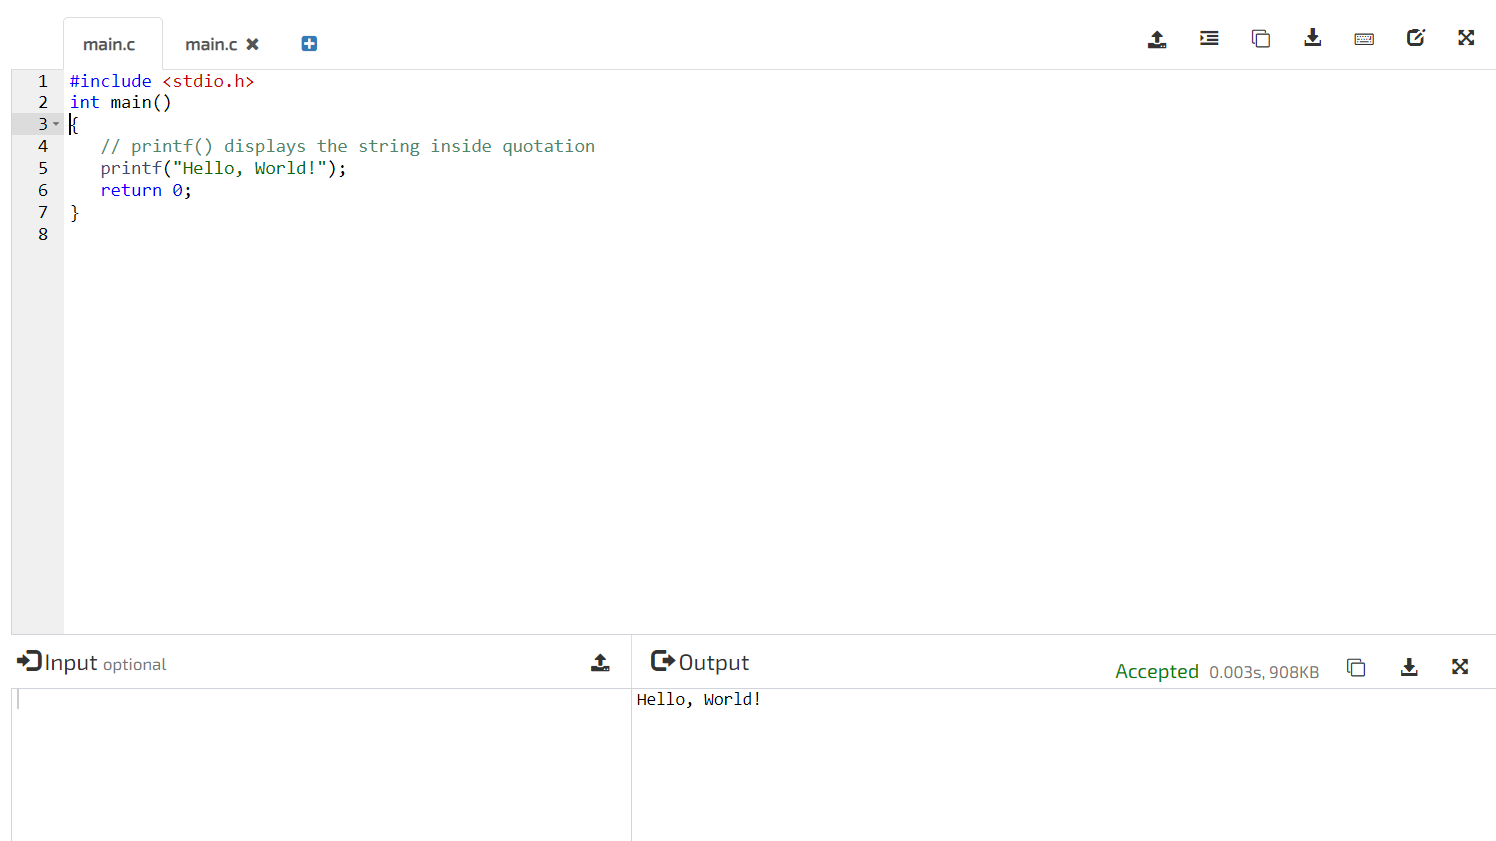 main.c main.c
1 #include <stdio.h>
2 int main()
3 {
4 // printf() displays the string inside quotation
5 printf("Hello, World!");
6 return 0;
7 }
8
Input optional
Output
Accepted 0.003s, 908KB
Hello, World!